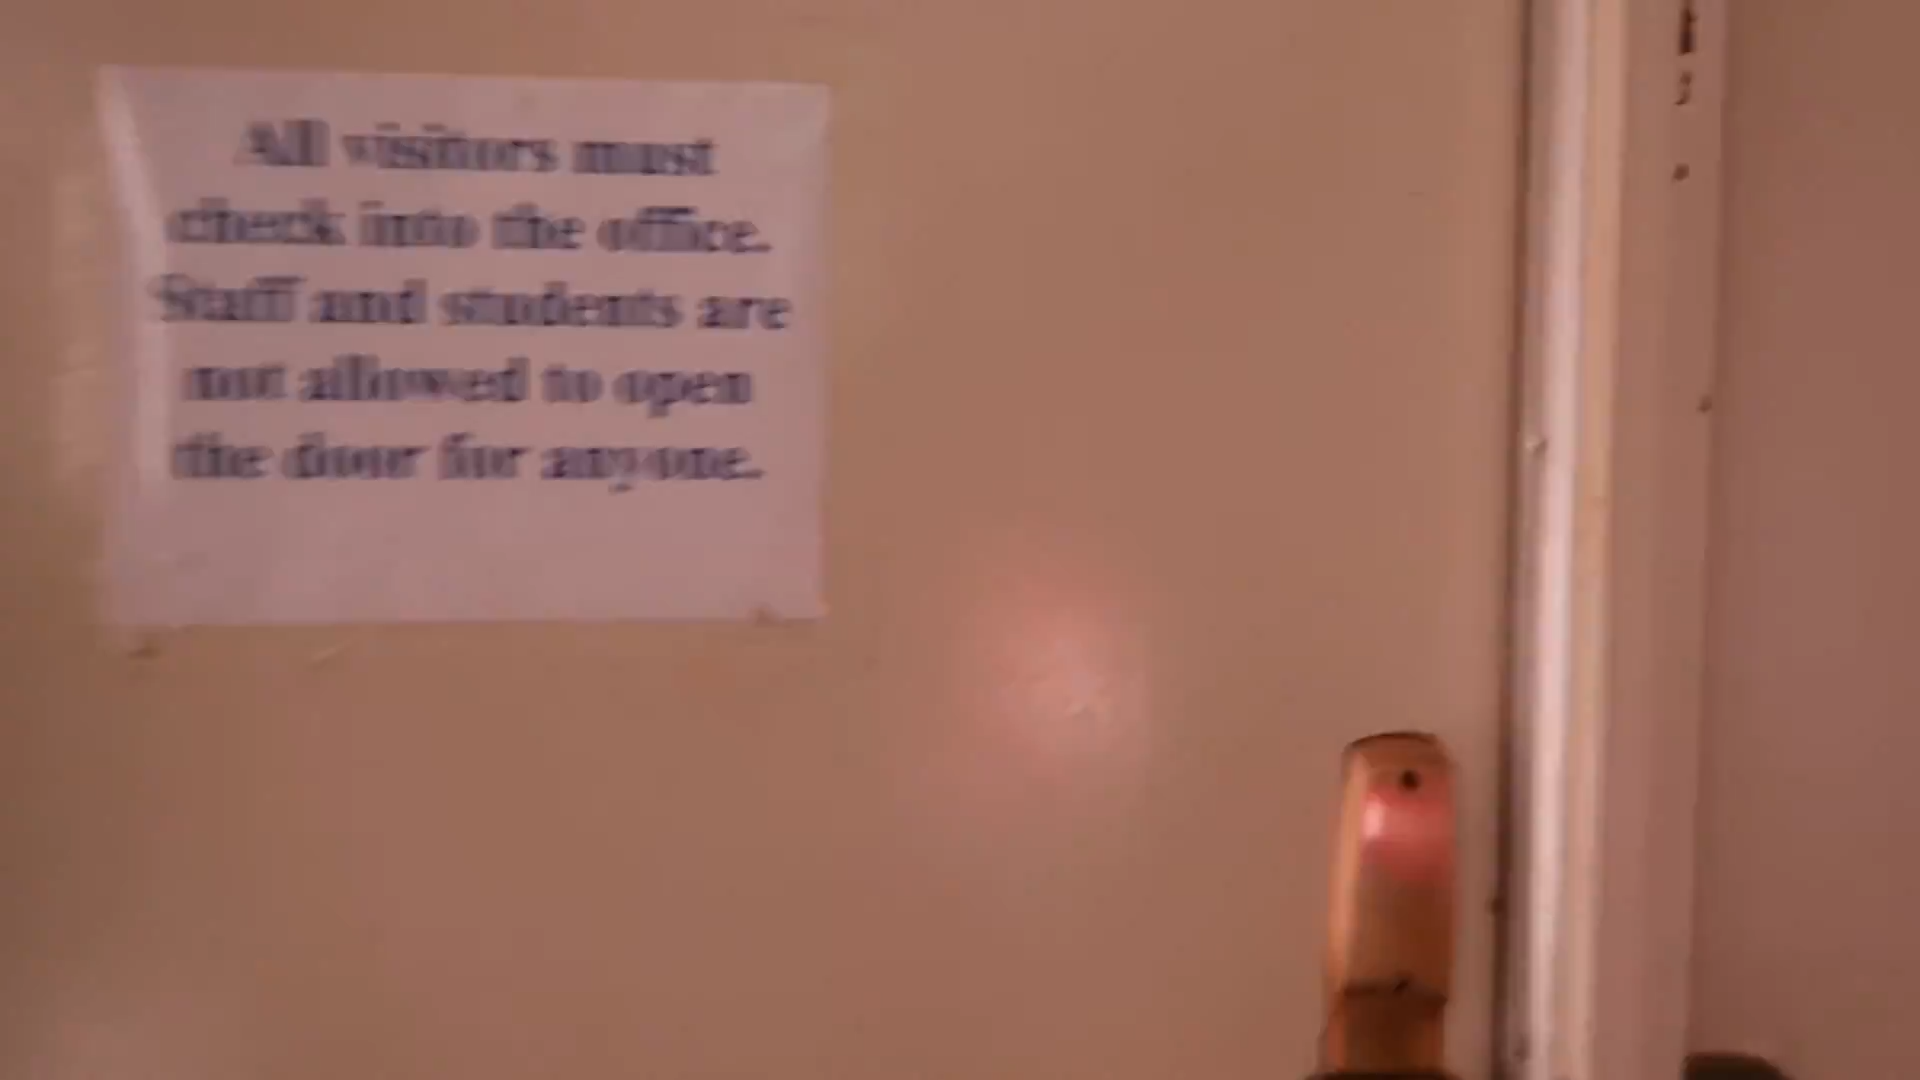 All visitors must
check into the office.
Staff and students are
not allowed to open
the door for anyone.